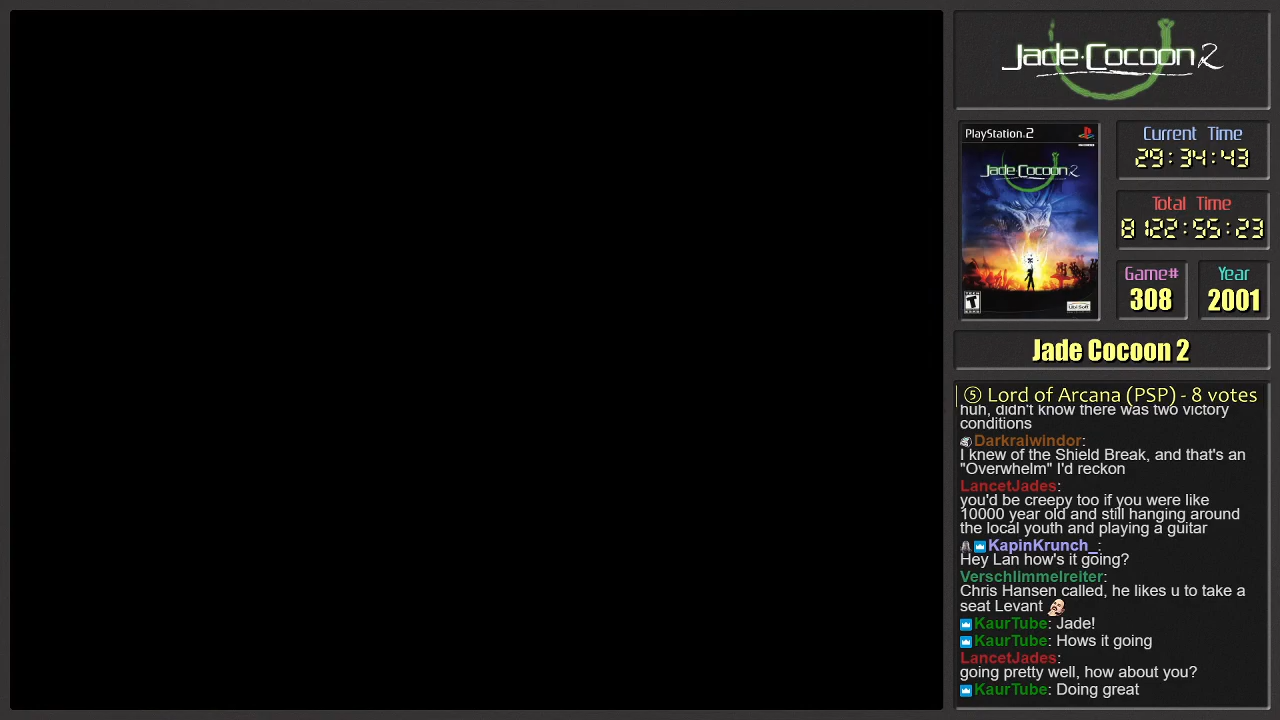 Jade Cocoon 2
PlayStation.2
Jade Cocoon 2
Current Time
29:34:43
Total Time
8122:55:23
Game#
308
Year
2001
Jade Cocoon 2
⑤ Lord of Arcana (PSP) - 8 votes
huh, didn't know there was two victory
conditions
Darkralwindor:
I knew of the Shield Break, and that's an
"Overwhelm" I'd reckon
LancetJades:
you'd be creepy too if you were like
10000 year old and still hanging around
the local youth and playing a guitar
KapinKrunch_:
Hey Lan how's it going?
Verschlimmelreiter:
Chris Hansen called, he likes u to take a
seat Levant
KaurTube: Jade!
KaurTube: Hows it going
LancetJades:
going pretty well, how about you?
KaurTube: Doing great